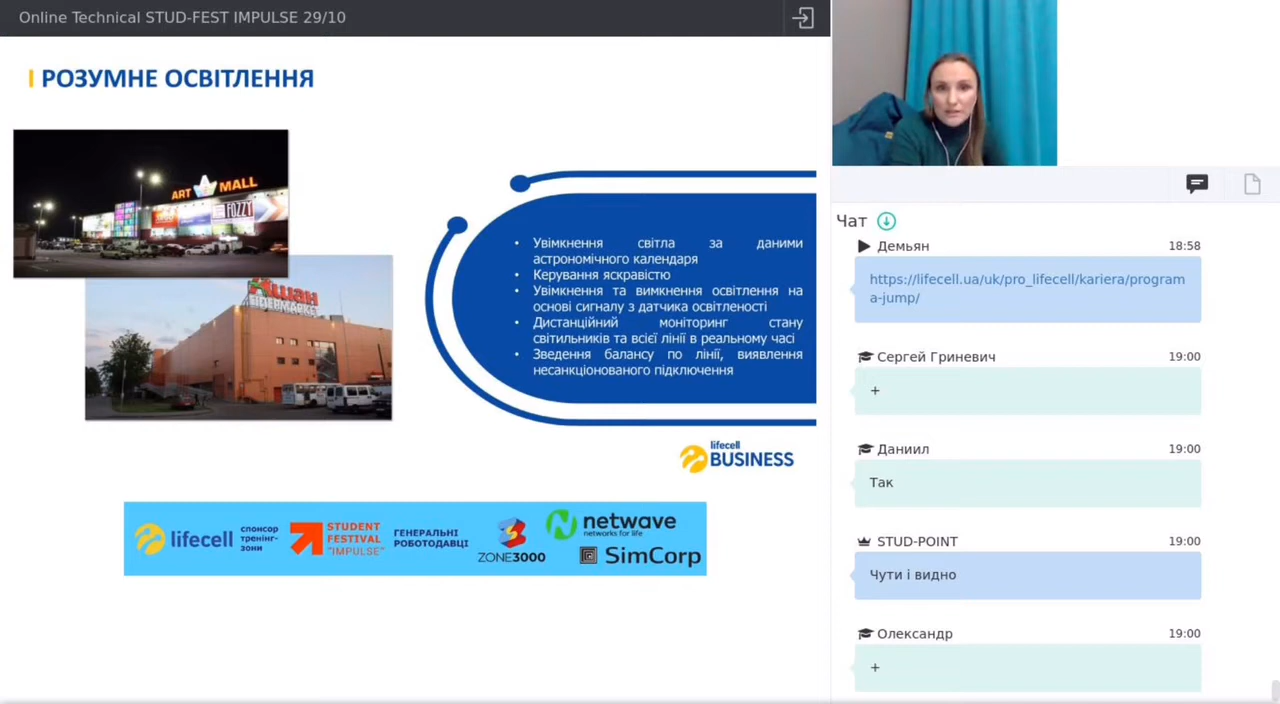 Online Technical STUD-FEST IMPULSE 29/10
РОЗУМНЕ ОСВІТЛЕННЯ
ART MALL
FOZZY
Ашан
ГІПЕРМАРКЕТ
• Увімкнення світла за даними
астрономічного календаря
• Керування яскравістю
• Увімкнення та вимкнення освітлення на
основі сигналу з датчика освітленості
• Дистанційний моніторинг стану
світильників та всієї лінії в реальному часі
• Зведення балансу по лінії, виявлення
несанкціонованого підключення
lifecell
BUSINESS
lifecell
спонсор
тренінг-
зони
STUDENT
FESTIVAL
"IMPULSE"
ГЕНЕРАЛЬНІ
РОБОТОДАВЦІ
ZONE3000
netwave
networks for life
SimCorp
Чат
Демьян 18:58
https://lifecell.ua/uk/pro_lifecell/kariera/program
a-jump/
Сергей Гриневич 19:00
+
Даниил 19:00
Так
STUD-POINT 19:00
Чути і видно
Олександр 19:00
+